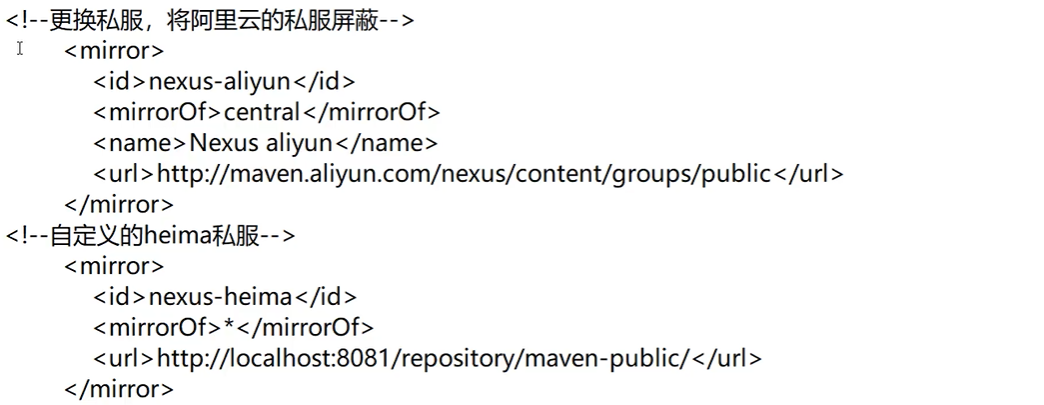 <!--更换私服，将阿里云的私服屏蔽-->
<mirror>
<id>nexus-aliyun</id>
<mirrorOf>central</mirrorOf>
<name>Nexus aliyun</name>
<url>http://maven.aliyun.com/nexus/content/groups/public</url>
</mirror>
<!--自定义的heima私服-->
<mirror>
<id>nexus-heima</id>
<mirrorOf>*</mirrorOf>
<url>http://localhost:8081/repository/maven-public/</url>
</mirror>